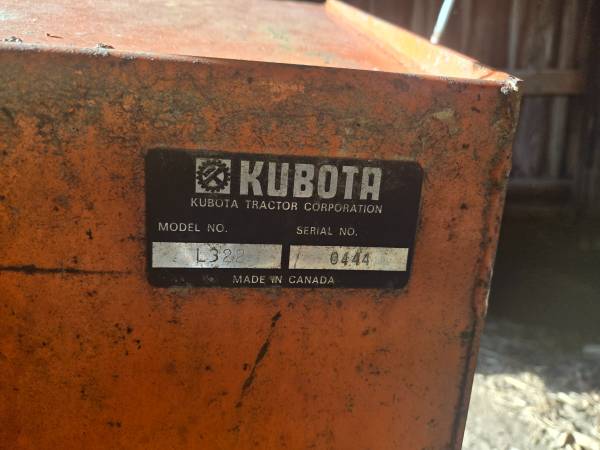 KUBOTA
KUBOTA TRACTOR CORPORATION
MODEL NO. SERIAL NO.
L322 0444
MADE IN CANADA